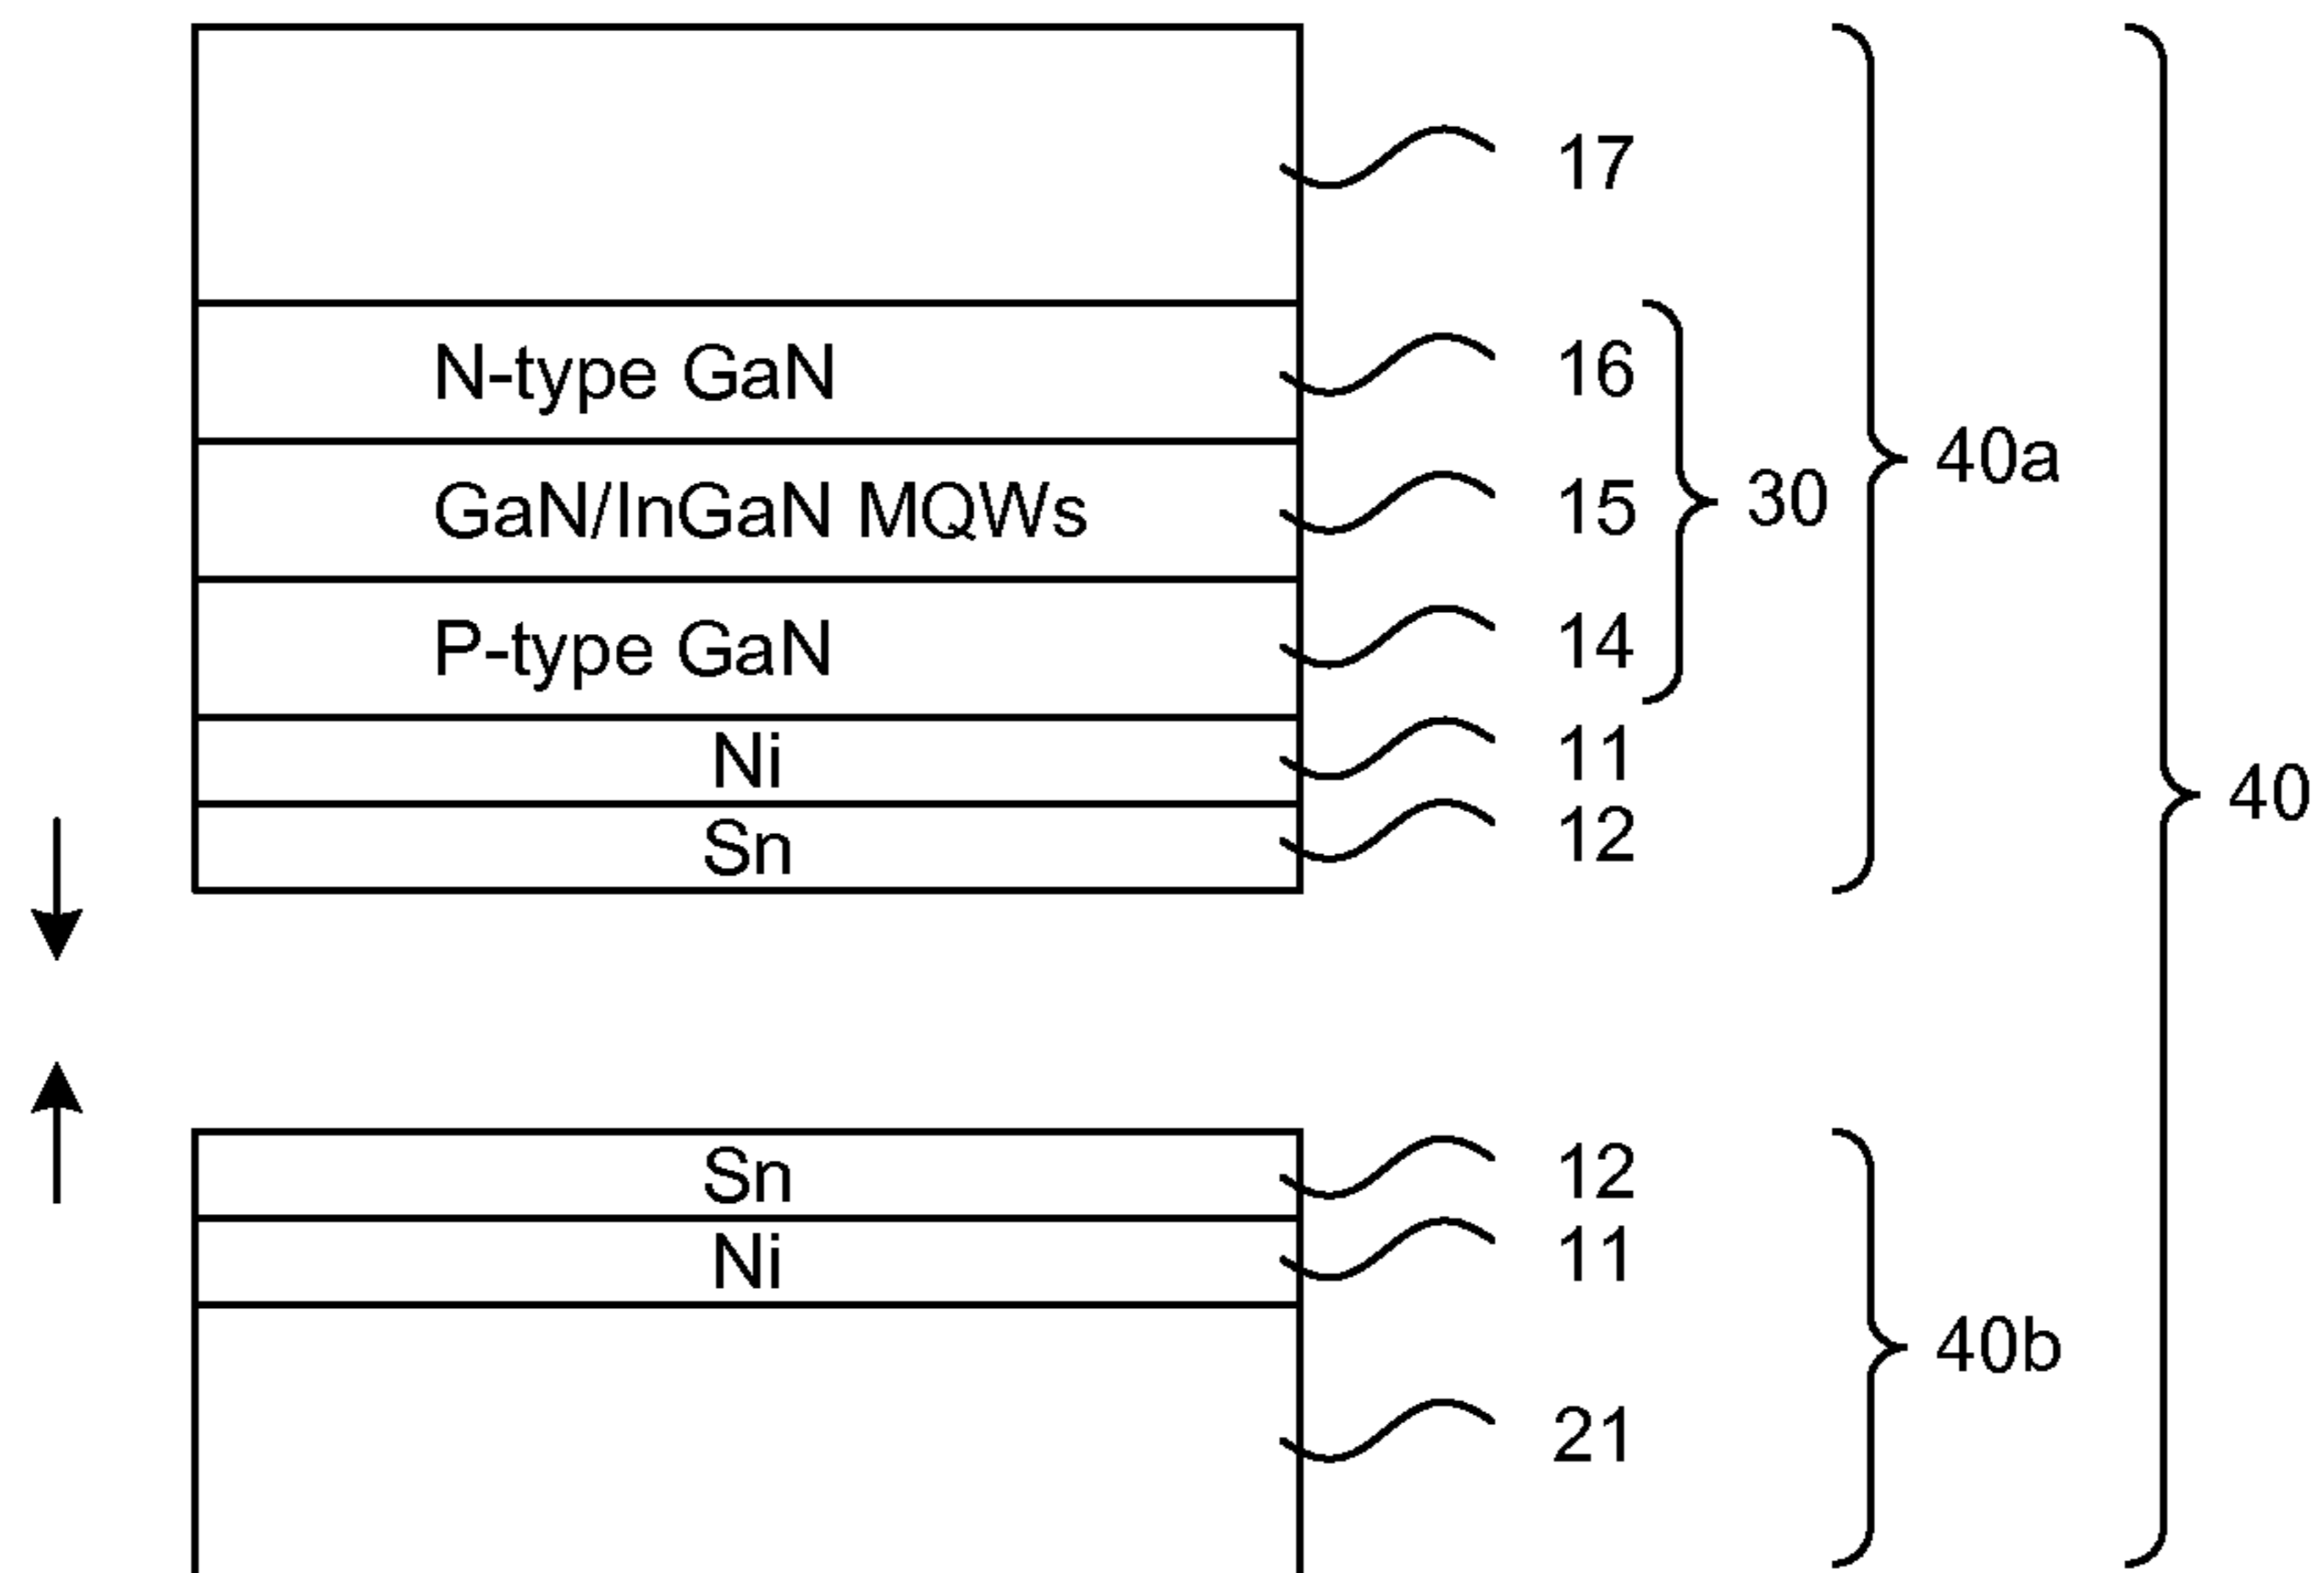 17
N-type GaN 16
40a
GaN/InGaN MQWs 15 30
P-type GaN 14
Ni 11
40
Sn 12
Sn 12
Ni 11
40b
21